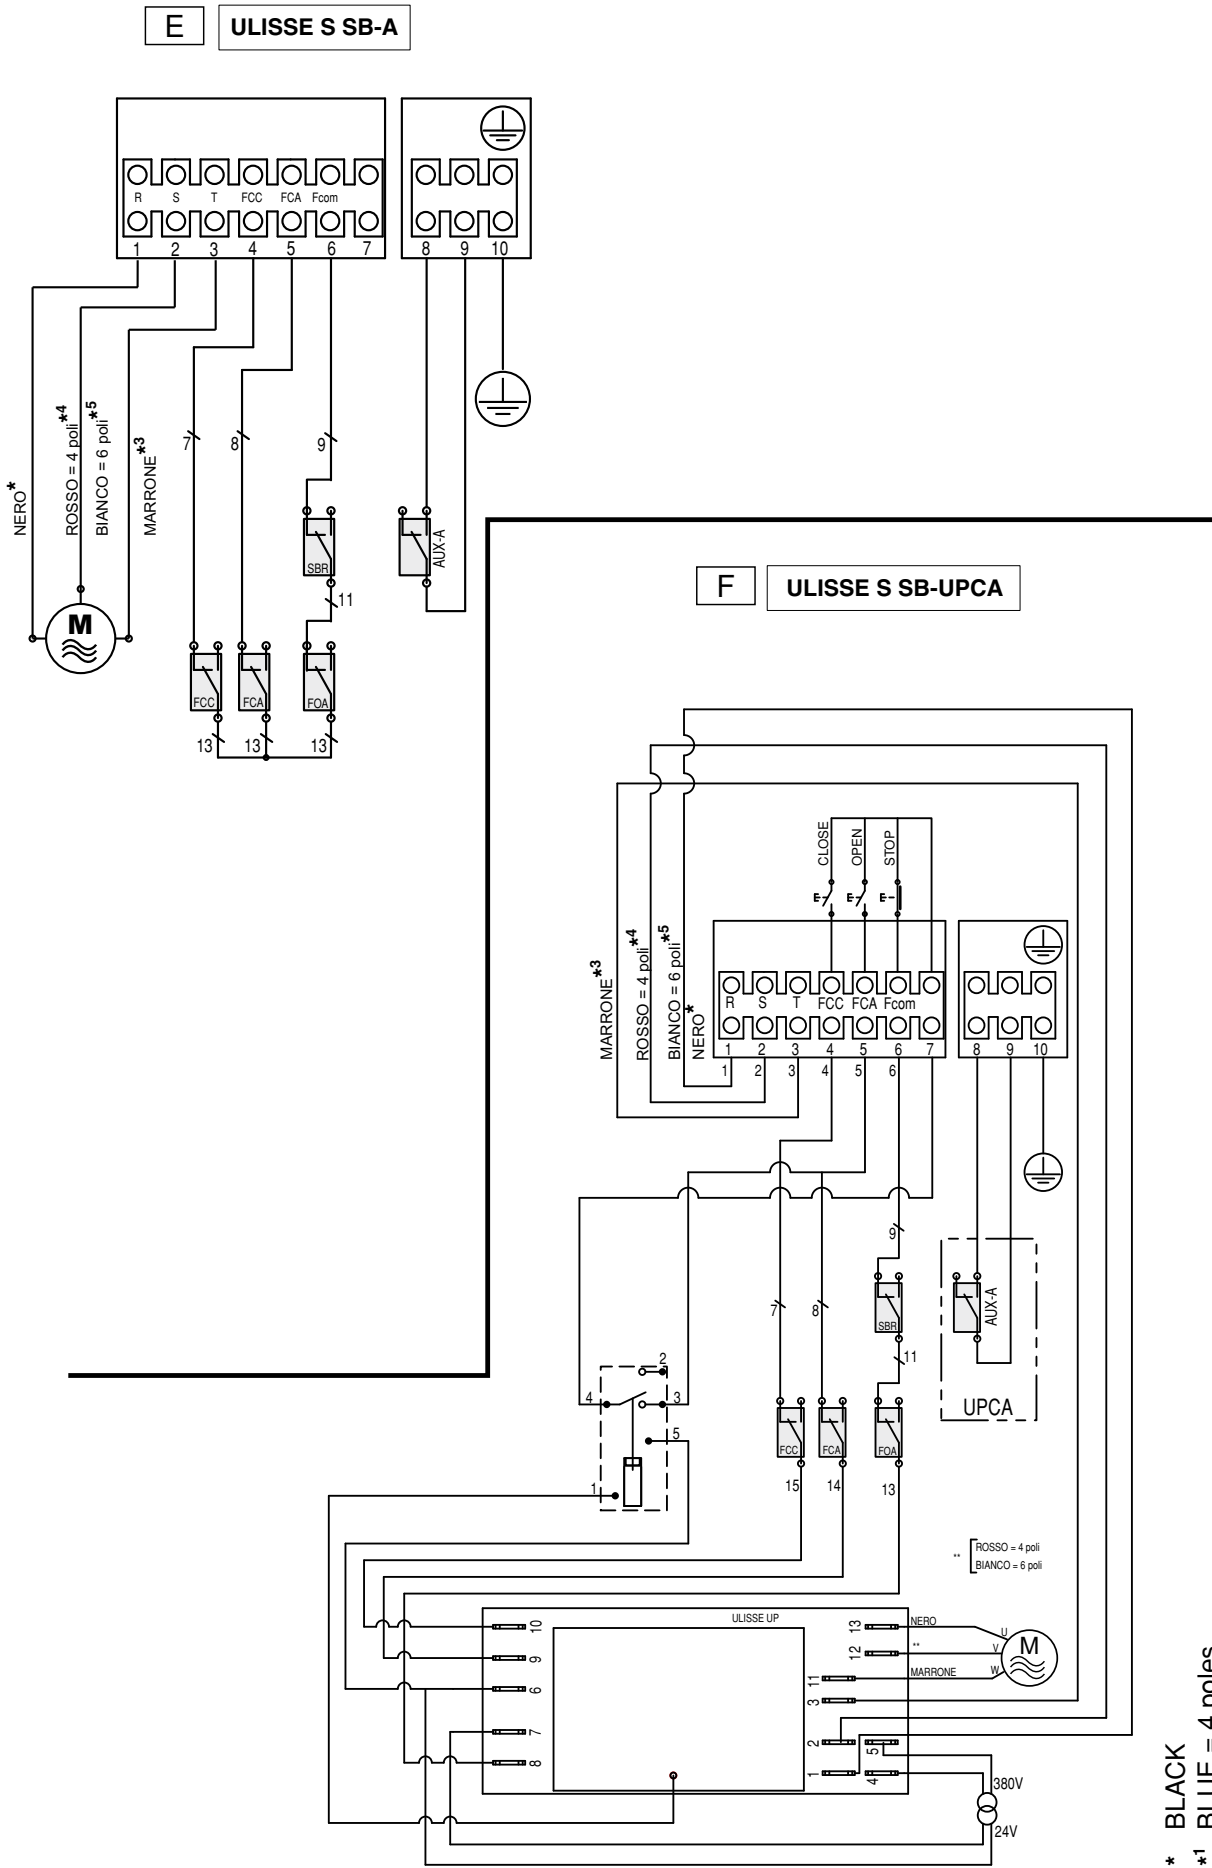 E ULISSE S SB-A
R S T FCC FCA Fcom
1 2 3 4 5 6 7 8 9 10
NERO*
ROSSO = 4 poli*4
BIANCO = 6 poli*5
MARRONE*3
7 8 9
SBR
AUX-A
11
M
FCC FCA FOA
13 13 13
F ULISSE S SB-UPCA
CLOSE
OPEN
STOP
E E E
MARRONE*3
ROSSO = 4 poli*4
BIANCO = 6 poli*5
NERO*
R S T FCC FCA Fcom
1 2 3 4 5 6 7 8 9 10
1 2 3 4 5 6
9
7 8
SBR
AUX-A
11
UPCA
2
4 3
5
1
FCC FCA FOA
15 14 13
** ROSSO = 4 poli
BIANCO = 6 poli
ULISSE UP
10
9
6
7
8
13
12
11
3
2
1
5
4
NERO
**
MARRONE
U
V
W
M
380V
24V
* BLACK
*1 BLUE = 4 poles